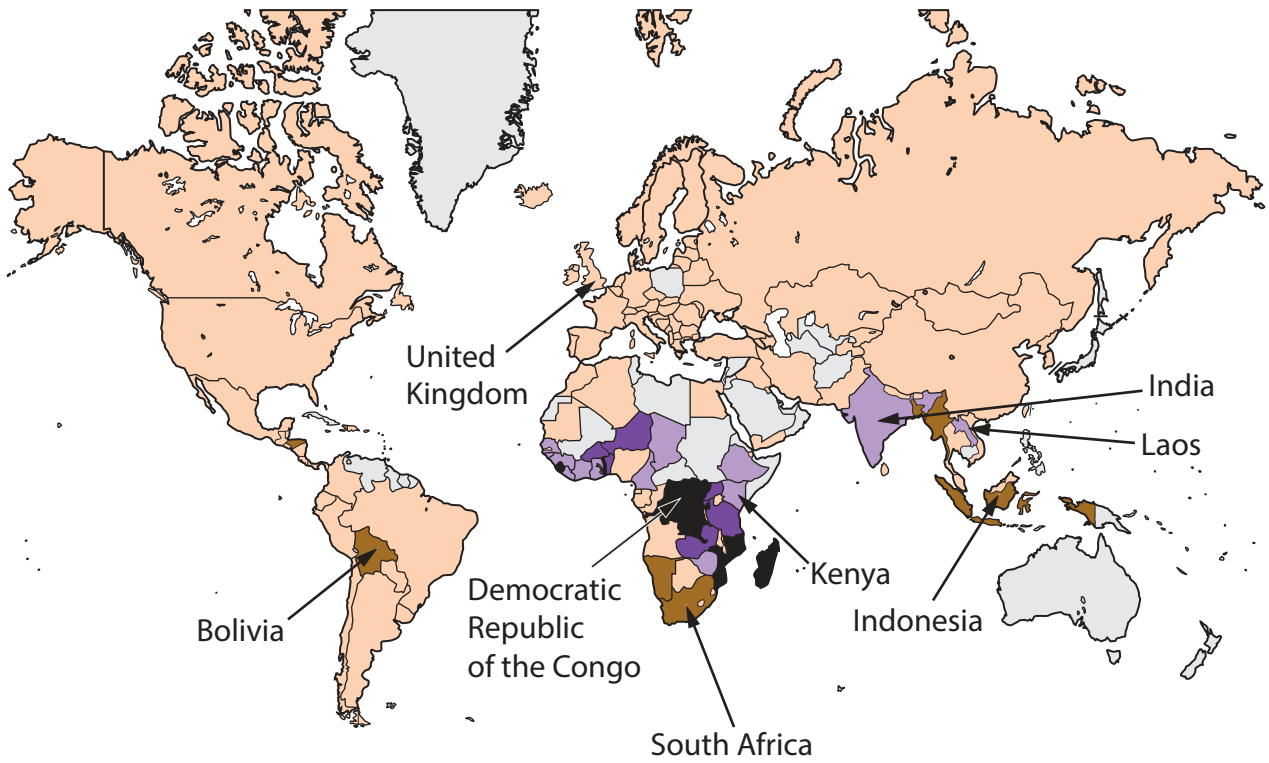 United
Kingdom
India
Laos
Kenya
Democratic
Republic
of the Congo
Indonesia
Bolivia
South Africa